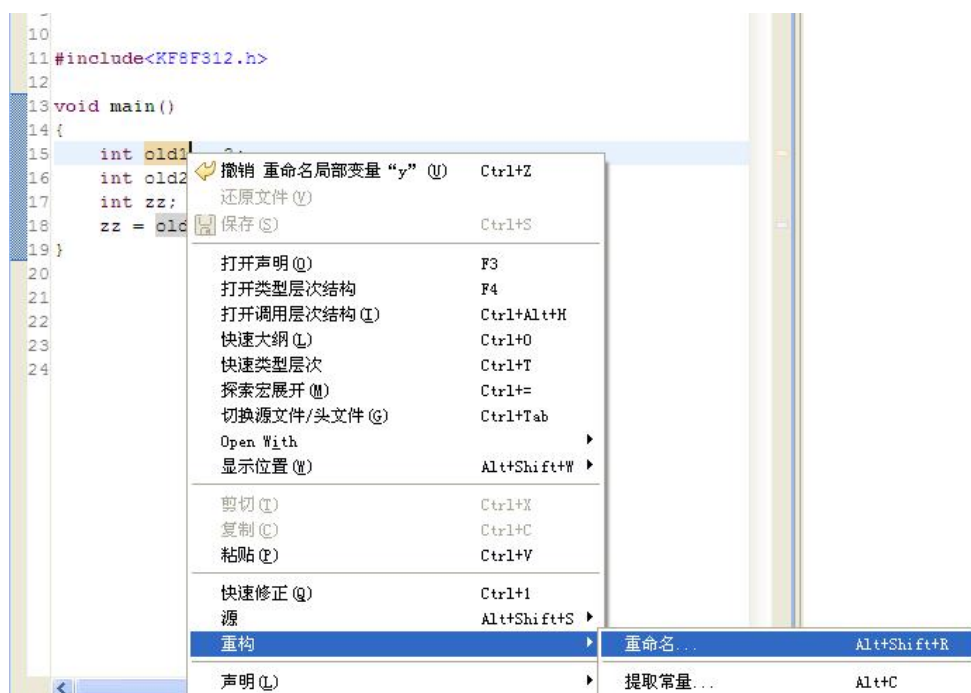 10
11 #include<KF8F312.h>
12
13 void main()
14 {
15 int old1
16 int old2
17 int zz;
18 zz = old
19 }
20
21
22
23
24
撤销 重命名局部变量“y” (U) Ctrl+Z
还原文件(V)
保存(S) Ctrl+S
打开声明(O) F3
打开类型层次结构 F4
打开调用层次结构(I) Ctrl+Alt+H
快速大纲(L) Ctrl+O
快速类型层次 Ctrl+T
探索宏展开(M) Ctrl+=
切换源文件/头文件(G) Ctrl+Tab
Open With
显示位置(W) Alt+Shift+W
剪切(T) Ctrl+X
复制(C) Ctrl+C
粘贴(P) Ctrl+V
快速修正(Q) Ctrl+1
源 Alt+Shift+S
重构
重命名... Alt+Shift+R
声明(L)
提取常量... Alt+C